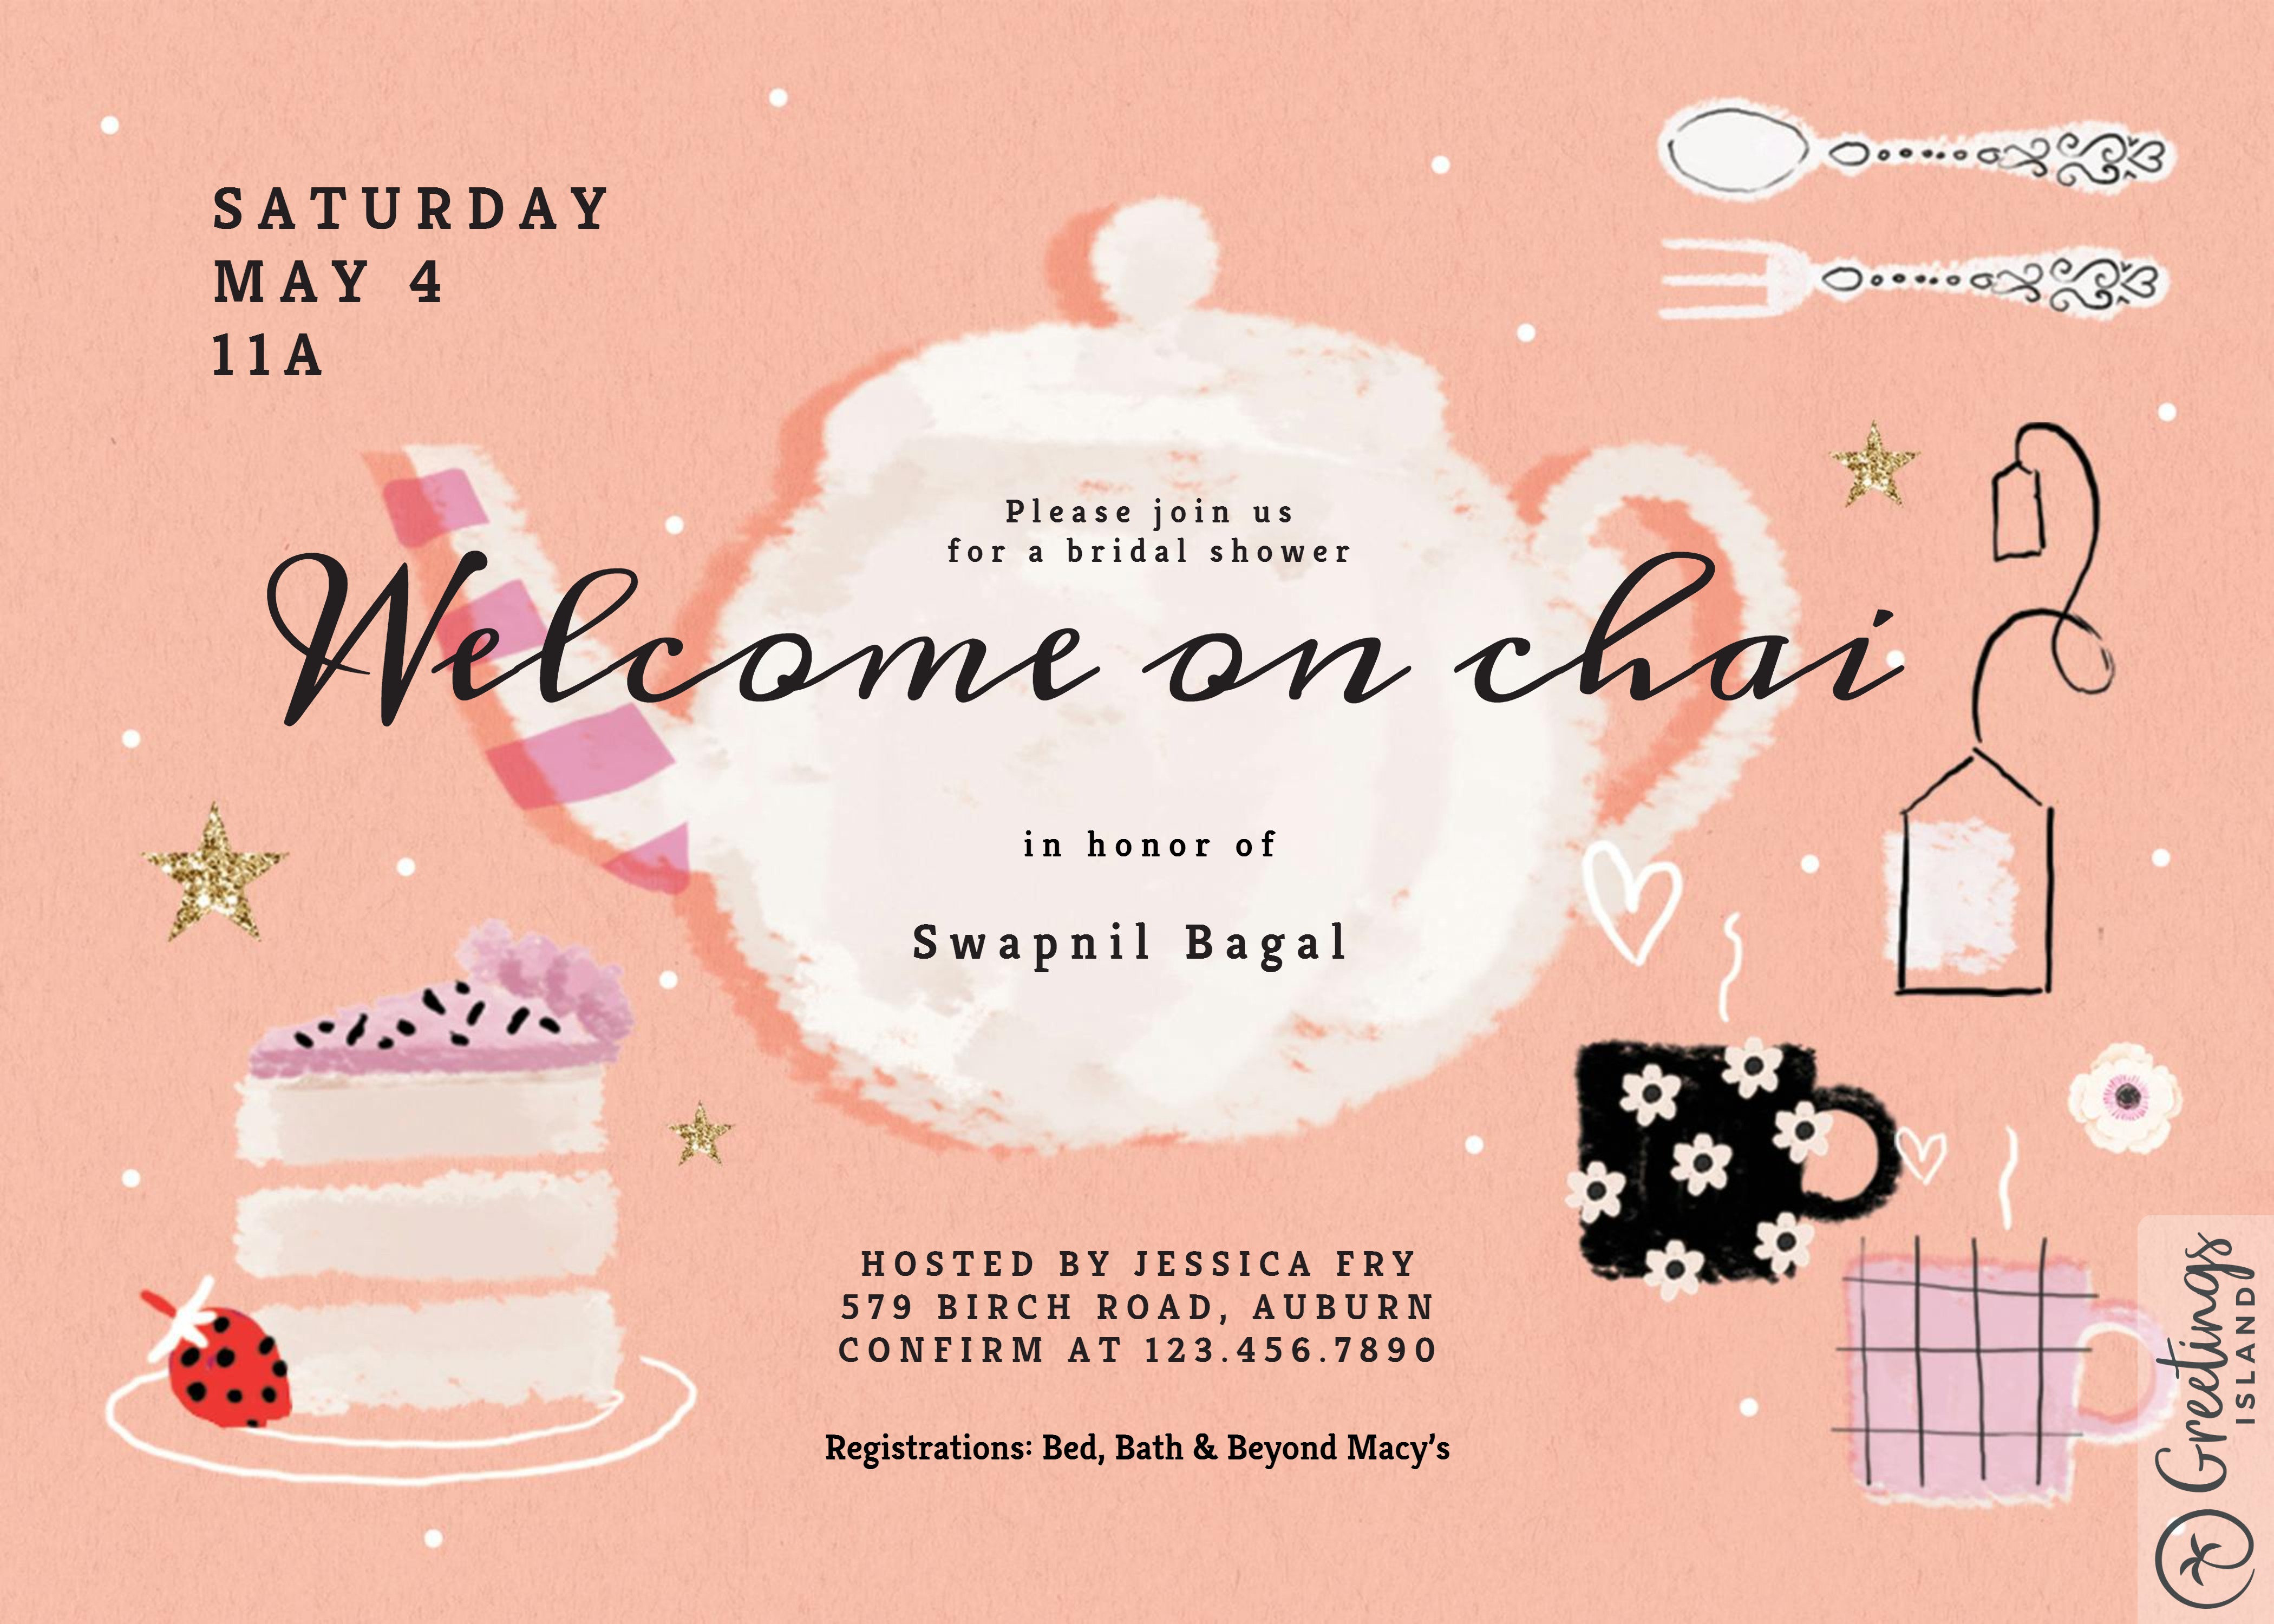 SATURDAY
MAY 4
11A
Please join us
for a bridal shower
Welcome on chai
in honor of
Swapnil Bagal
HOSTED BY JESSICA FRY
579 BIRCH ROAD, AUBURN
CONFIRM AT 123.456.7890
Registrations: Bed, Bath & Beyond Macy’s
Greetings
ISLAND